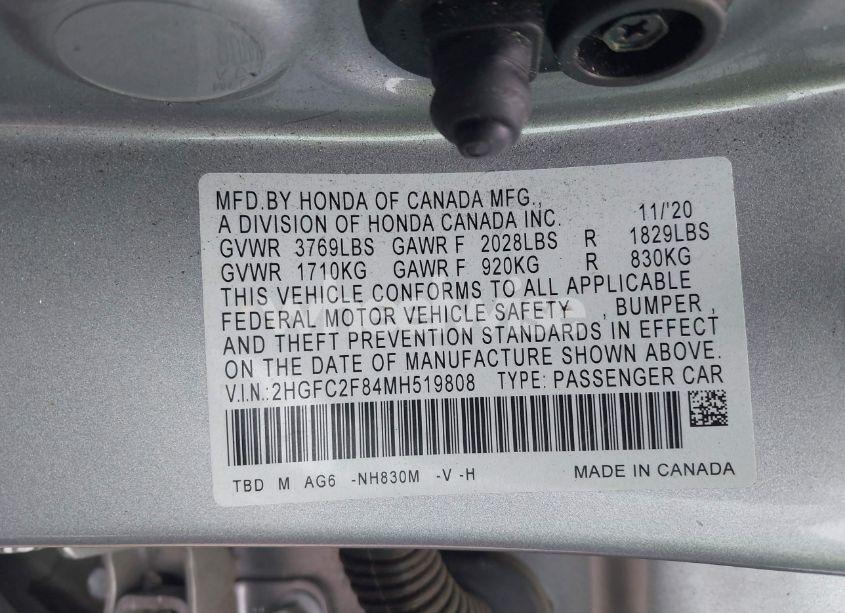 MFD.BY HONDA OF CANADA MFG., 11/'20
A DIVISION OF HONDA CANADA INC.
GVWR 3769LBS GAWR F 2028LBS R 1829LBS
GVWR 1710KG GAWR F 920KG R 830KG
THIS VEHICLE CONFORMS TO ALL APPLICABLE
FEDERAL MOTOR VEHICLE SAFETY , BUMPER ,
AND THEFT PREVENTION STANDARDS IN EFFECT
ON THE DATE OF MANUFACTURE SHOWN ABOVE.
V.I.N.:2HGFC2F84MH519808 TYPE: PASSENGER CAR
TBD M AG6 -NH830M -V -H MADE IN CANADA